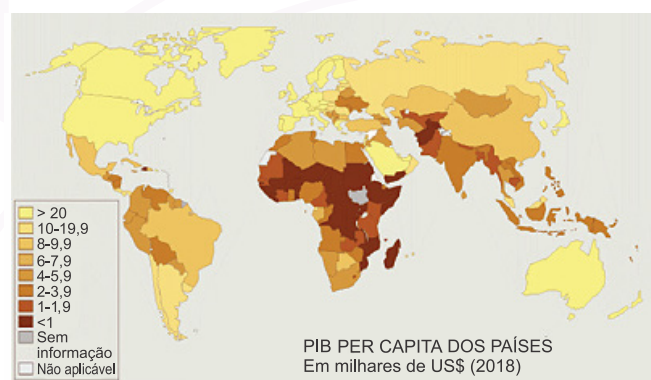 > 20
10-19,9
8-9,9
6-7,9
4-5,9
2-3,9
1-1,9
<1
Sem
informação
Não aplicável
PIB PER CAPITA DOS PAÍSES
Em milhares de US$ (2018)